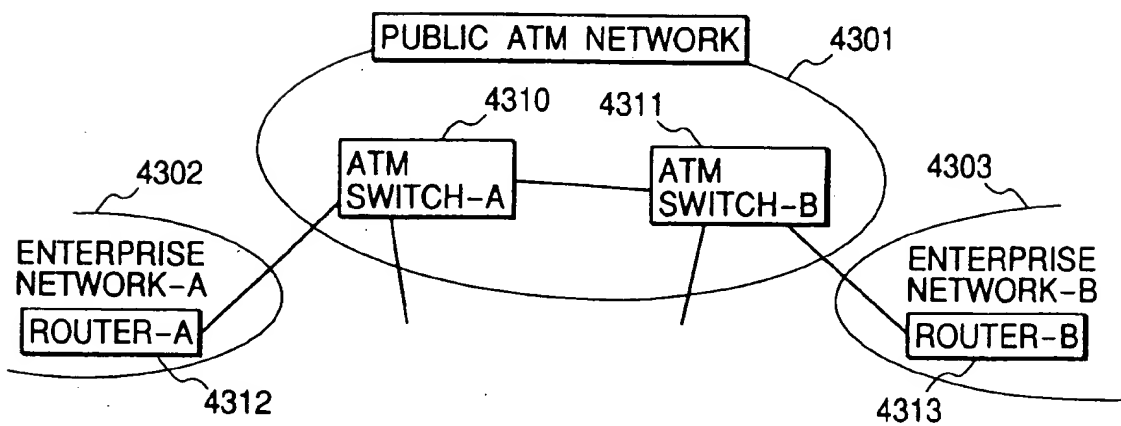 PUBLIC ATM NETWORK
4301
4310
4311
ATM
SWITCH-A
ATM
SWITCH-B
4302
4303
ENTERPRISE
NETWORK-A
ROUTER-A
ENTERPRISE
NETWORK-B
ROUTER-B
4312
4313